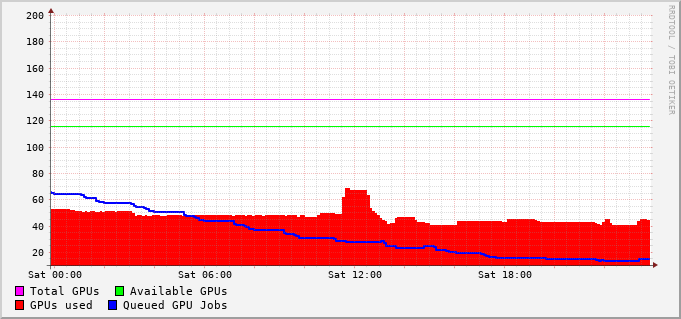 200
180
160
140
120
100
80
60
40
20
Sat 00:00 Sat 06:00 Sat 12:00 Sat 18:00
Total GPUs Available GPUs
GPUs used Queued GPU Jobs
RRDTOOL / TOBI OETIKER